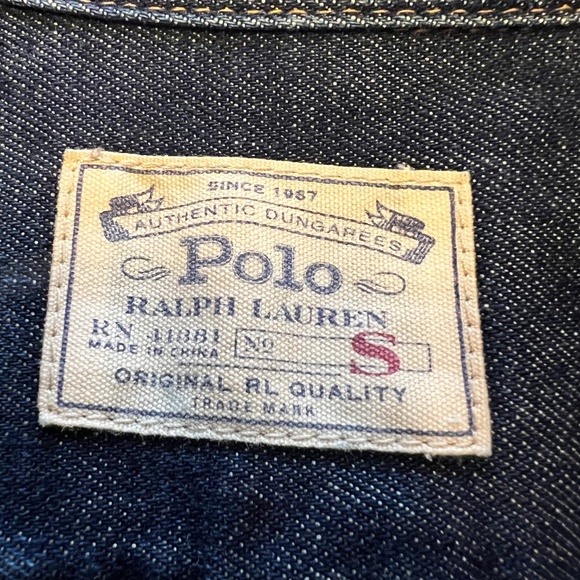 SINCE 1967
AUTHENTIC DUNGAREES
Polo
RALPH LAUREN
RN 41381
MADE IN CHINA
NO
S
ORIGINAL RL QUALITY
TRADE MARK